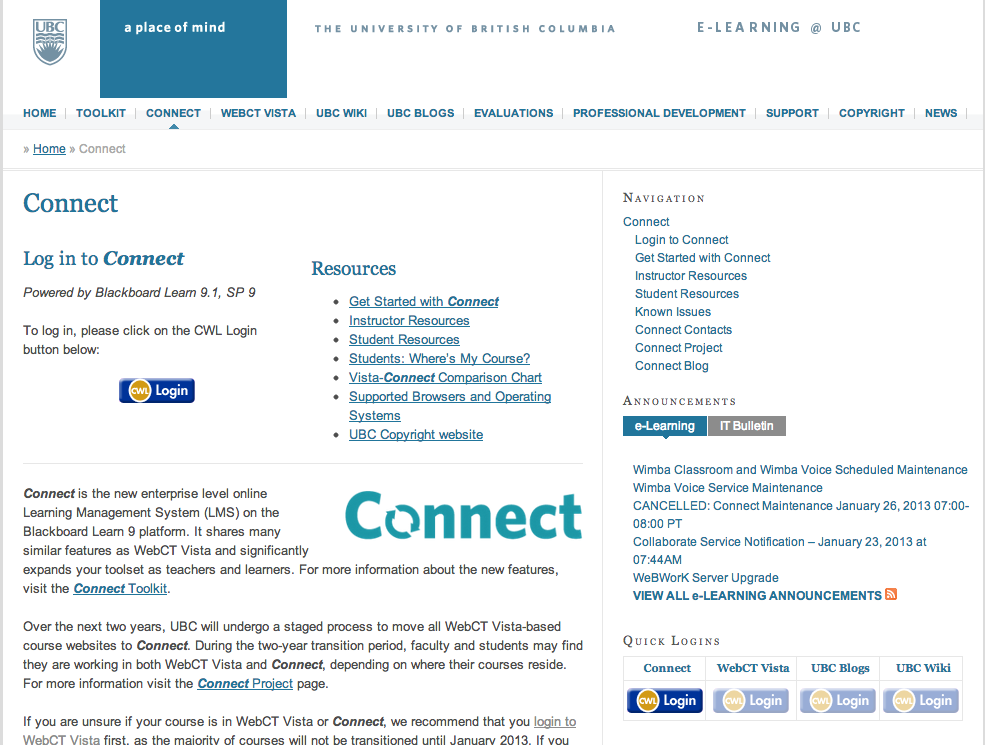 UBC
a place of mind
THE UNIVERSITY OF BRITISH COLUMBIA
E-LEARNING @ UBC
HOME
TOOLKIT
CONNECT
WEBCT VISTA
UBC WIKI
UBC BLOGS
EVALUATIONS
PROFESSIONAL DEVELOPMENT
SUPPORT
COPYRIGHT
NEWS
» Home » Connect
Connect
Log in to Connect
Powered by Blackboard Learn 9.1, SP 9
To log in, please click on the CWL Login
button below:
CWL Login
Resources
• Get Started with Connect
• Instructor Resources
• Student Resources
• Students: Where's My Course?
• Vista-Connect Comparison Chart
• Supported Browsers and Operating
Systems
• UBC Copyright website
Connect is the new enterprise level online
Learning Management System (LMS) on the
Blackboard Learn 9 platform. It shares many
similar features as WebCT Vista and significantly
expands your toolset as teachers and learners. For more information about the new features,
visit the Connect Toolkit.
Connect
Over the next two years, UBC will undergo a staged process to move all WebCT Vista-based
course websites to Connect. During the two-year transition period, faculty and students may find
they are working in both WebCT Vista and Connect, depending on where their courses reside.
For more information visit the Connect Project page.
If you are unsure if your course is in WebCT Vista or Connect, we recommend that you login to
WebCT Vista first, as the majority of courses will not be transitioned until January 2013. If you
NAVIGATION
Connect
Login to Connect
Get Started with Connect
Instructor Resources
Student Resources
Known Issues
Connect Contacts
Connect Project
Connect Blog
ANNOUNCEMENTS
e-Learning
IT Bulletin
Wimba Classroom and Wimba Voice Scheduled Maintenance
Wimba Voice Service Maintenance
CANCELLED: Connect Maintenance January 26, 2013 07:00-
08:00 PT
Collaborate Service Notification – January 23, 2013 at
07:44AM
WeBWorK Server Upgrade
VIEW ALL e-LEARNING ANNOUNCEMENTS
QUICK LOGINS
Connect
WebCT Vista
UBC Blogs
UBC Wiki
CWL Login
CWL Login
CWL Login
CWL Login